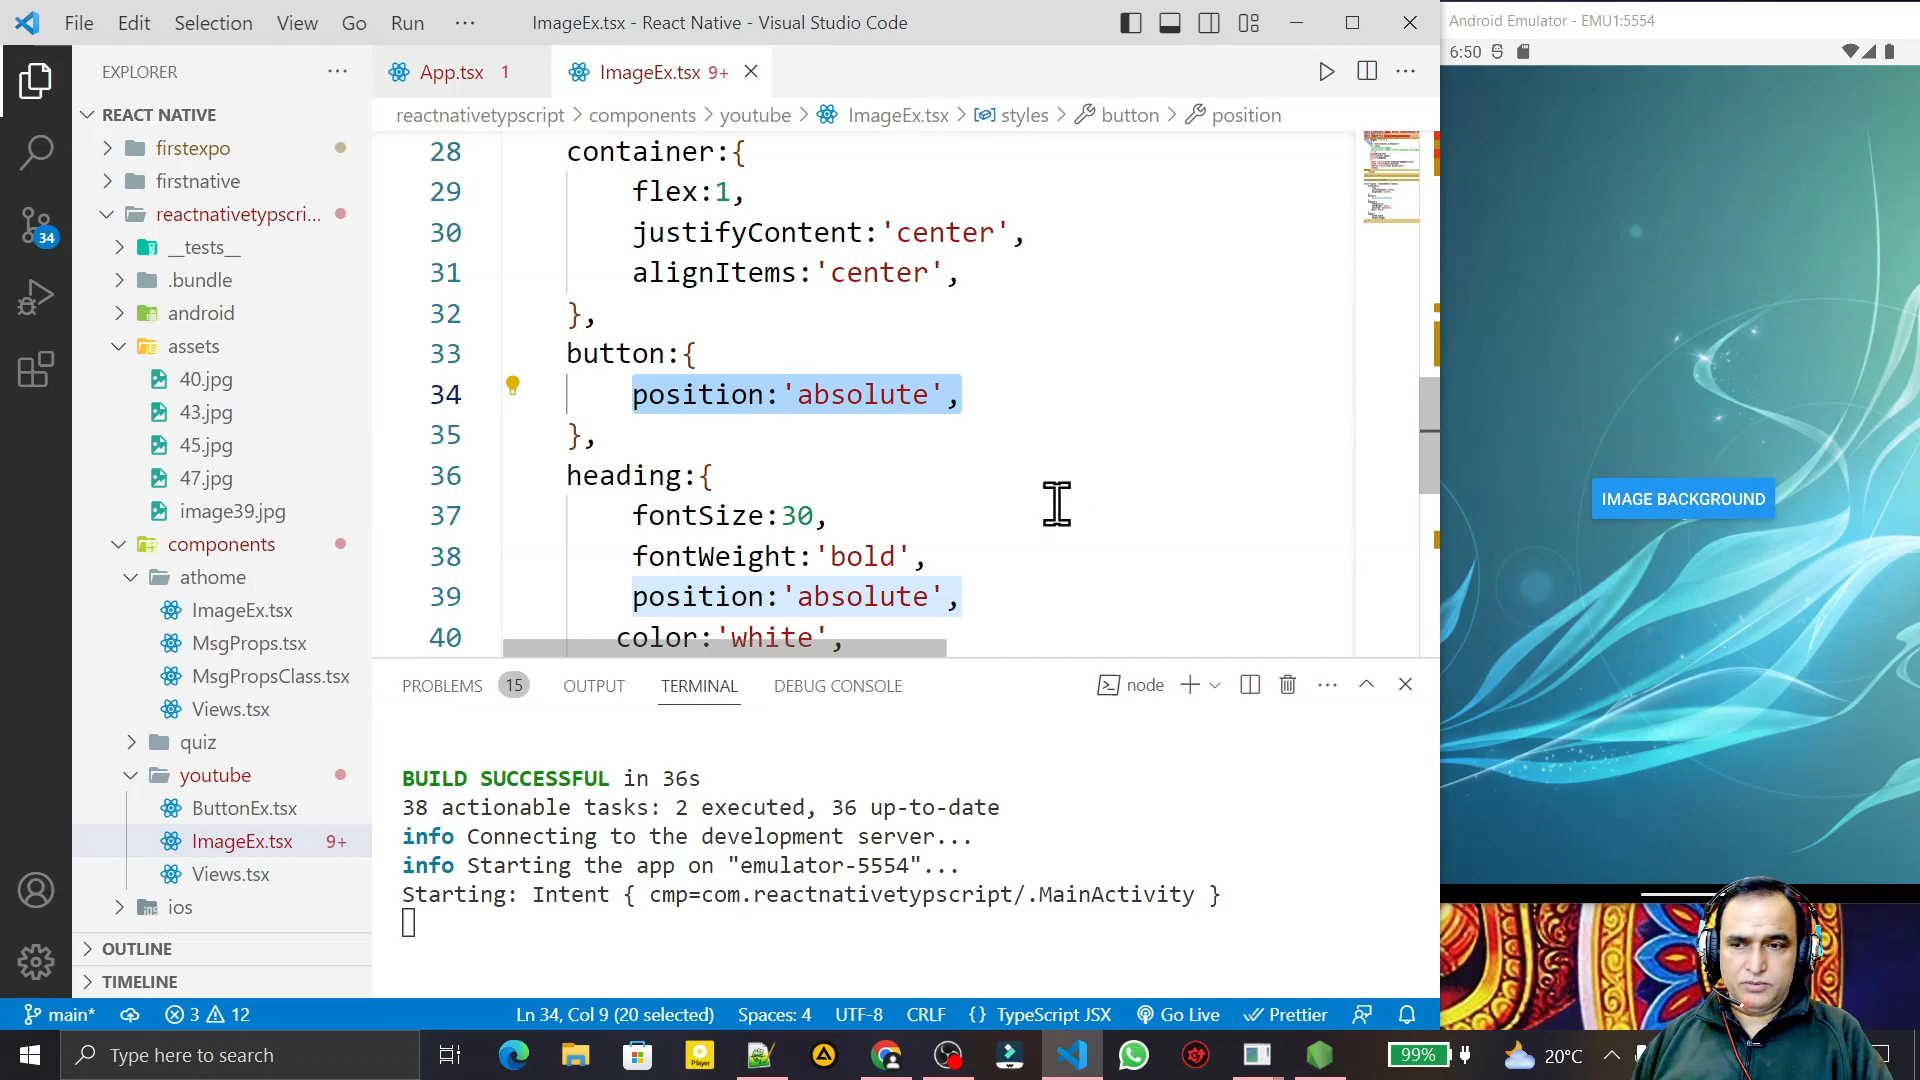 File Edit Selection View Go Run ··· ImageEx.tsx - React Native - Visual Studio Code
Android Emulator - EMU1:5554
6:50
EXPLORER ···
App.tsx 1
ImageEx.tsx 9+
reactnativetypscript > components > youtube > ImageEx.tsx > styles > button > position
REACT NATIVE
firstexpo
firstnative
reactnativetypscri...
__tests__
.bundle
android
assets
40.jpg
43.jpg
45.jpg
47.jpg
image39.jpg
components
athome
ImageEx.tsx
MsgProps.tsx
MsgPropsClass.tsx
Views.tsx
quiz
youtube
ButtonEx.tsx
ImageEx.tsx 9+
Views.tsx
ios
OUTLINE
TIMELINE
34
28 container:{
29 flex:1,
30 justifyContent:'center',
31 alignItems:'center',
32 },
33 button:{
34 position:'absolute',
35 },
36 heading:{
37 fontSize:30,
38 fontWeight:'bold',
39 position:'absolute',
40 color:'white',
IMAGE BACKGROUND
PROBLEMS 15 OUTPUT TERMINAL DEBUG CONSOLE node
BUILD SUCCESSFUL in 36s
38 actionable tasks: 2 executed, 36 up-to-date
info Connecting to the development server...
info Starting the app on "emulator-5554"...
Starting: Intent { cmp=com.reactnativetypscript/.MainActivity }
main* 3 12 Ln 34, Col 9 (20 selected) Spaces: 4 UTF-8 CRLF {} TypeScript JSX Go Live Prettier
Type here to search
Player
99% 20°C